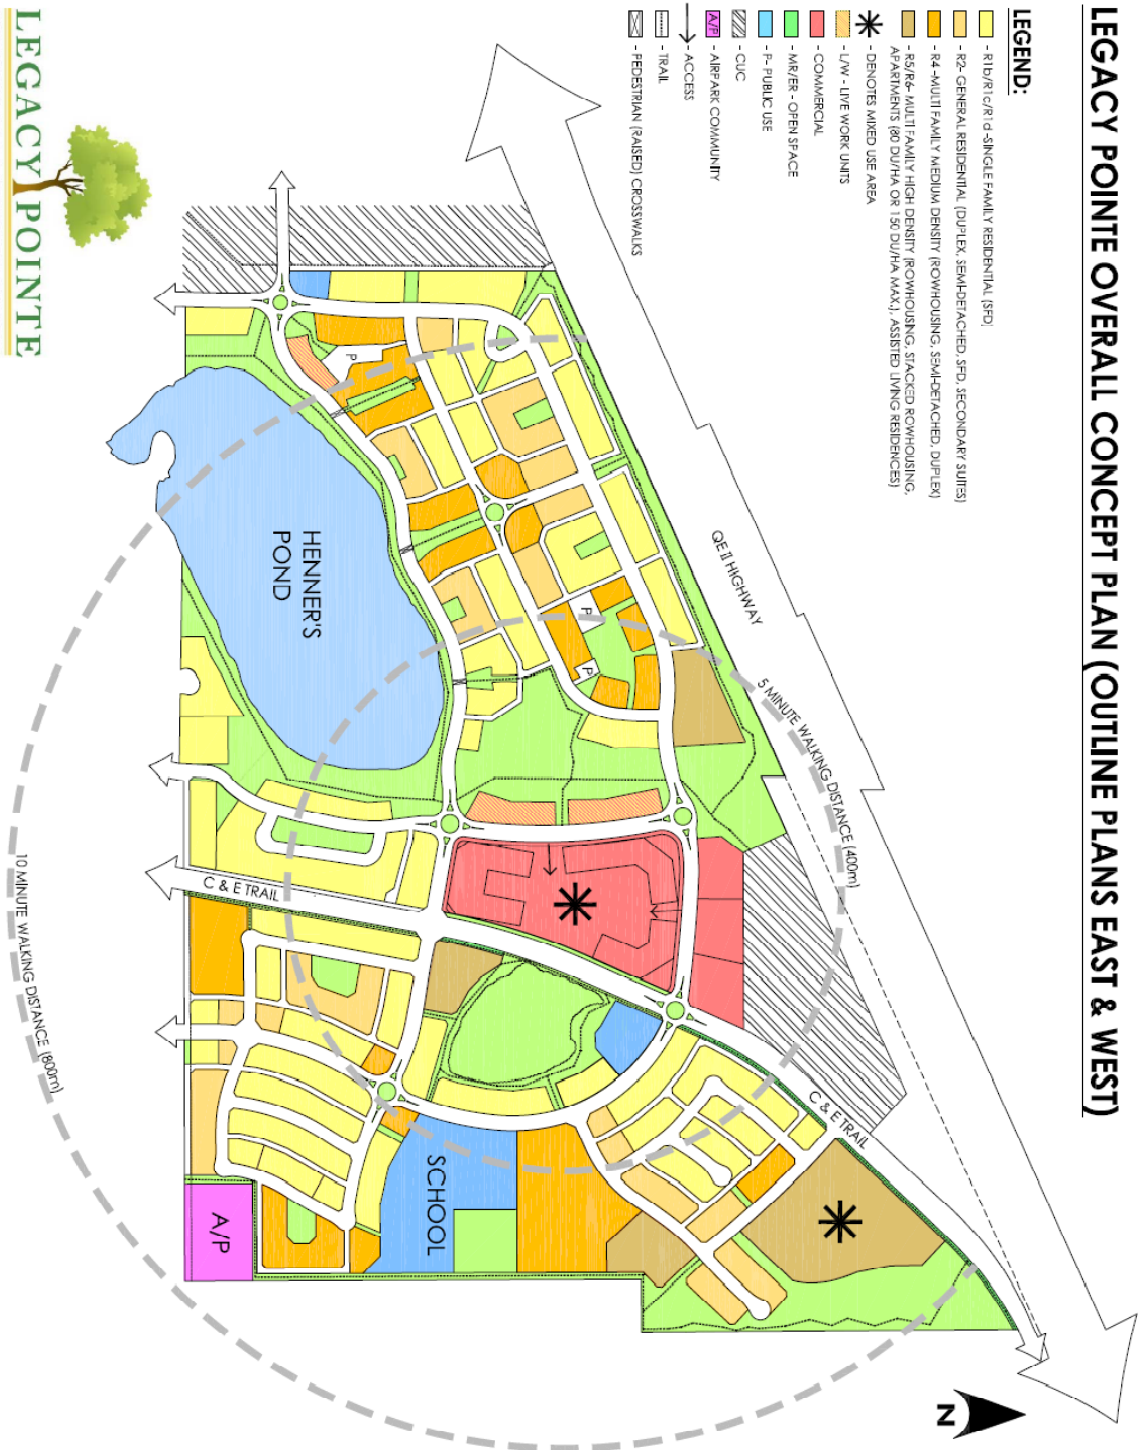 LEGACY POINTE OVERALL CONCEPT PLAN (OUTLINE PLANS EAST & WEST)
LEGEND:
- R1b/R1c/R1d -SINGLE FAMILY RESIDENTIAL (SFD)
- R2- GENERAL RESIDENTIAL (DUPLEX, SEMI-DETACHED, SFD, SECONDARY SUITES)
- R4 -MULTI FAMILY MEDIUM DENSITY (ROWHOUSING, SEMI-DETACHED, DUPLEX)
- R5/R6- MULTI FAMILY HIGH DENSITY (ROWHOUSING, STACKED ROWHOUSING,
APARTMENTS (80 DU/HA OR 150 DU/HA MAX.), ASSISTED LIVING RESIDENCES)
- DENOTES MIXED USE AREA
- L/W - LIVE WORK UNITS
- COMMERCIAL
- MR/ER - OPEN SPACE
- P- PUBLIC USE
- CUC
A/P - AIRPARK COMMUNITY
- ACCESS
- TRAIL
- PEDESTRIAN (RAISED) CROSSWALKS
QE II HIGHWAY
5 MINUTE WALKING DISTANCE (400m)
C & E TRAIL
P
P
P
HENNER'S
POND
C & E TRAIL
SCHOOL
A/P
10 MINUTE WALKING DISTANCE (800m)
N
LEGACY POINTE